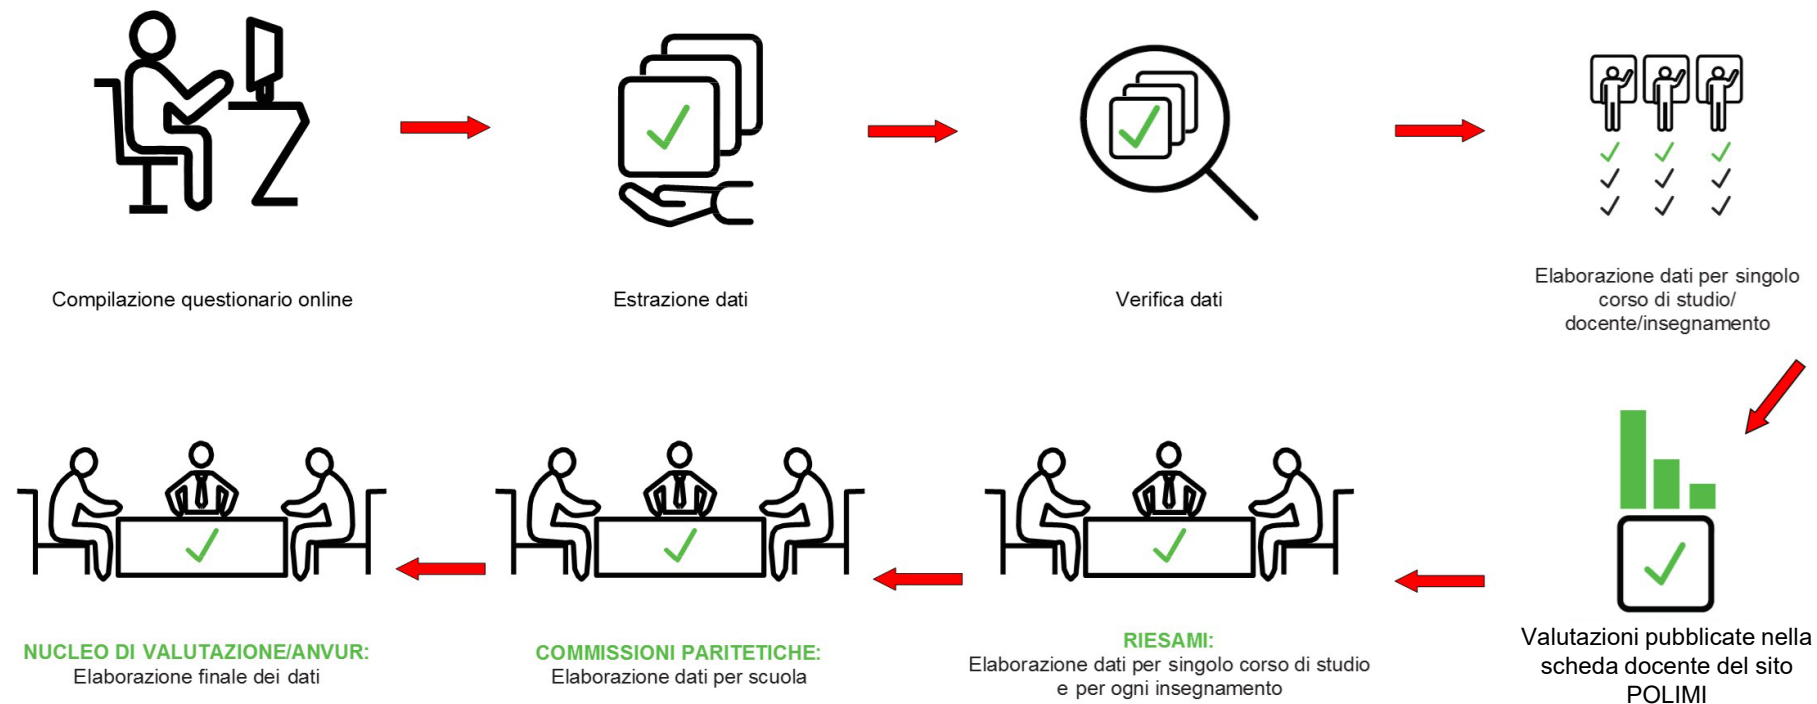 Compilazione questionario online
Estrazione dati
Verifica dati
Elaborazione dati per singolo
corso di studio/
docente/insegnamento
Valutazioni pubblicate nella
scheda docente del sito
POLIMI
RIESAMI:
Elaborazione dati per singolo corso di studio
e per ogni insegnamento
COMMISSIONI PARITETICHE:
Elaborazione dati per scuola
NUCLEO DI VALUTAZIONE/ANVUR:
Elaborazione finale dei dati